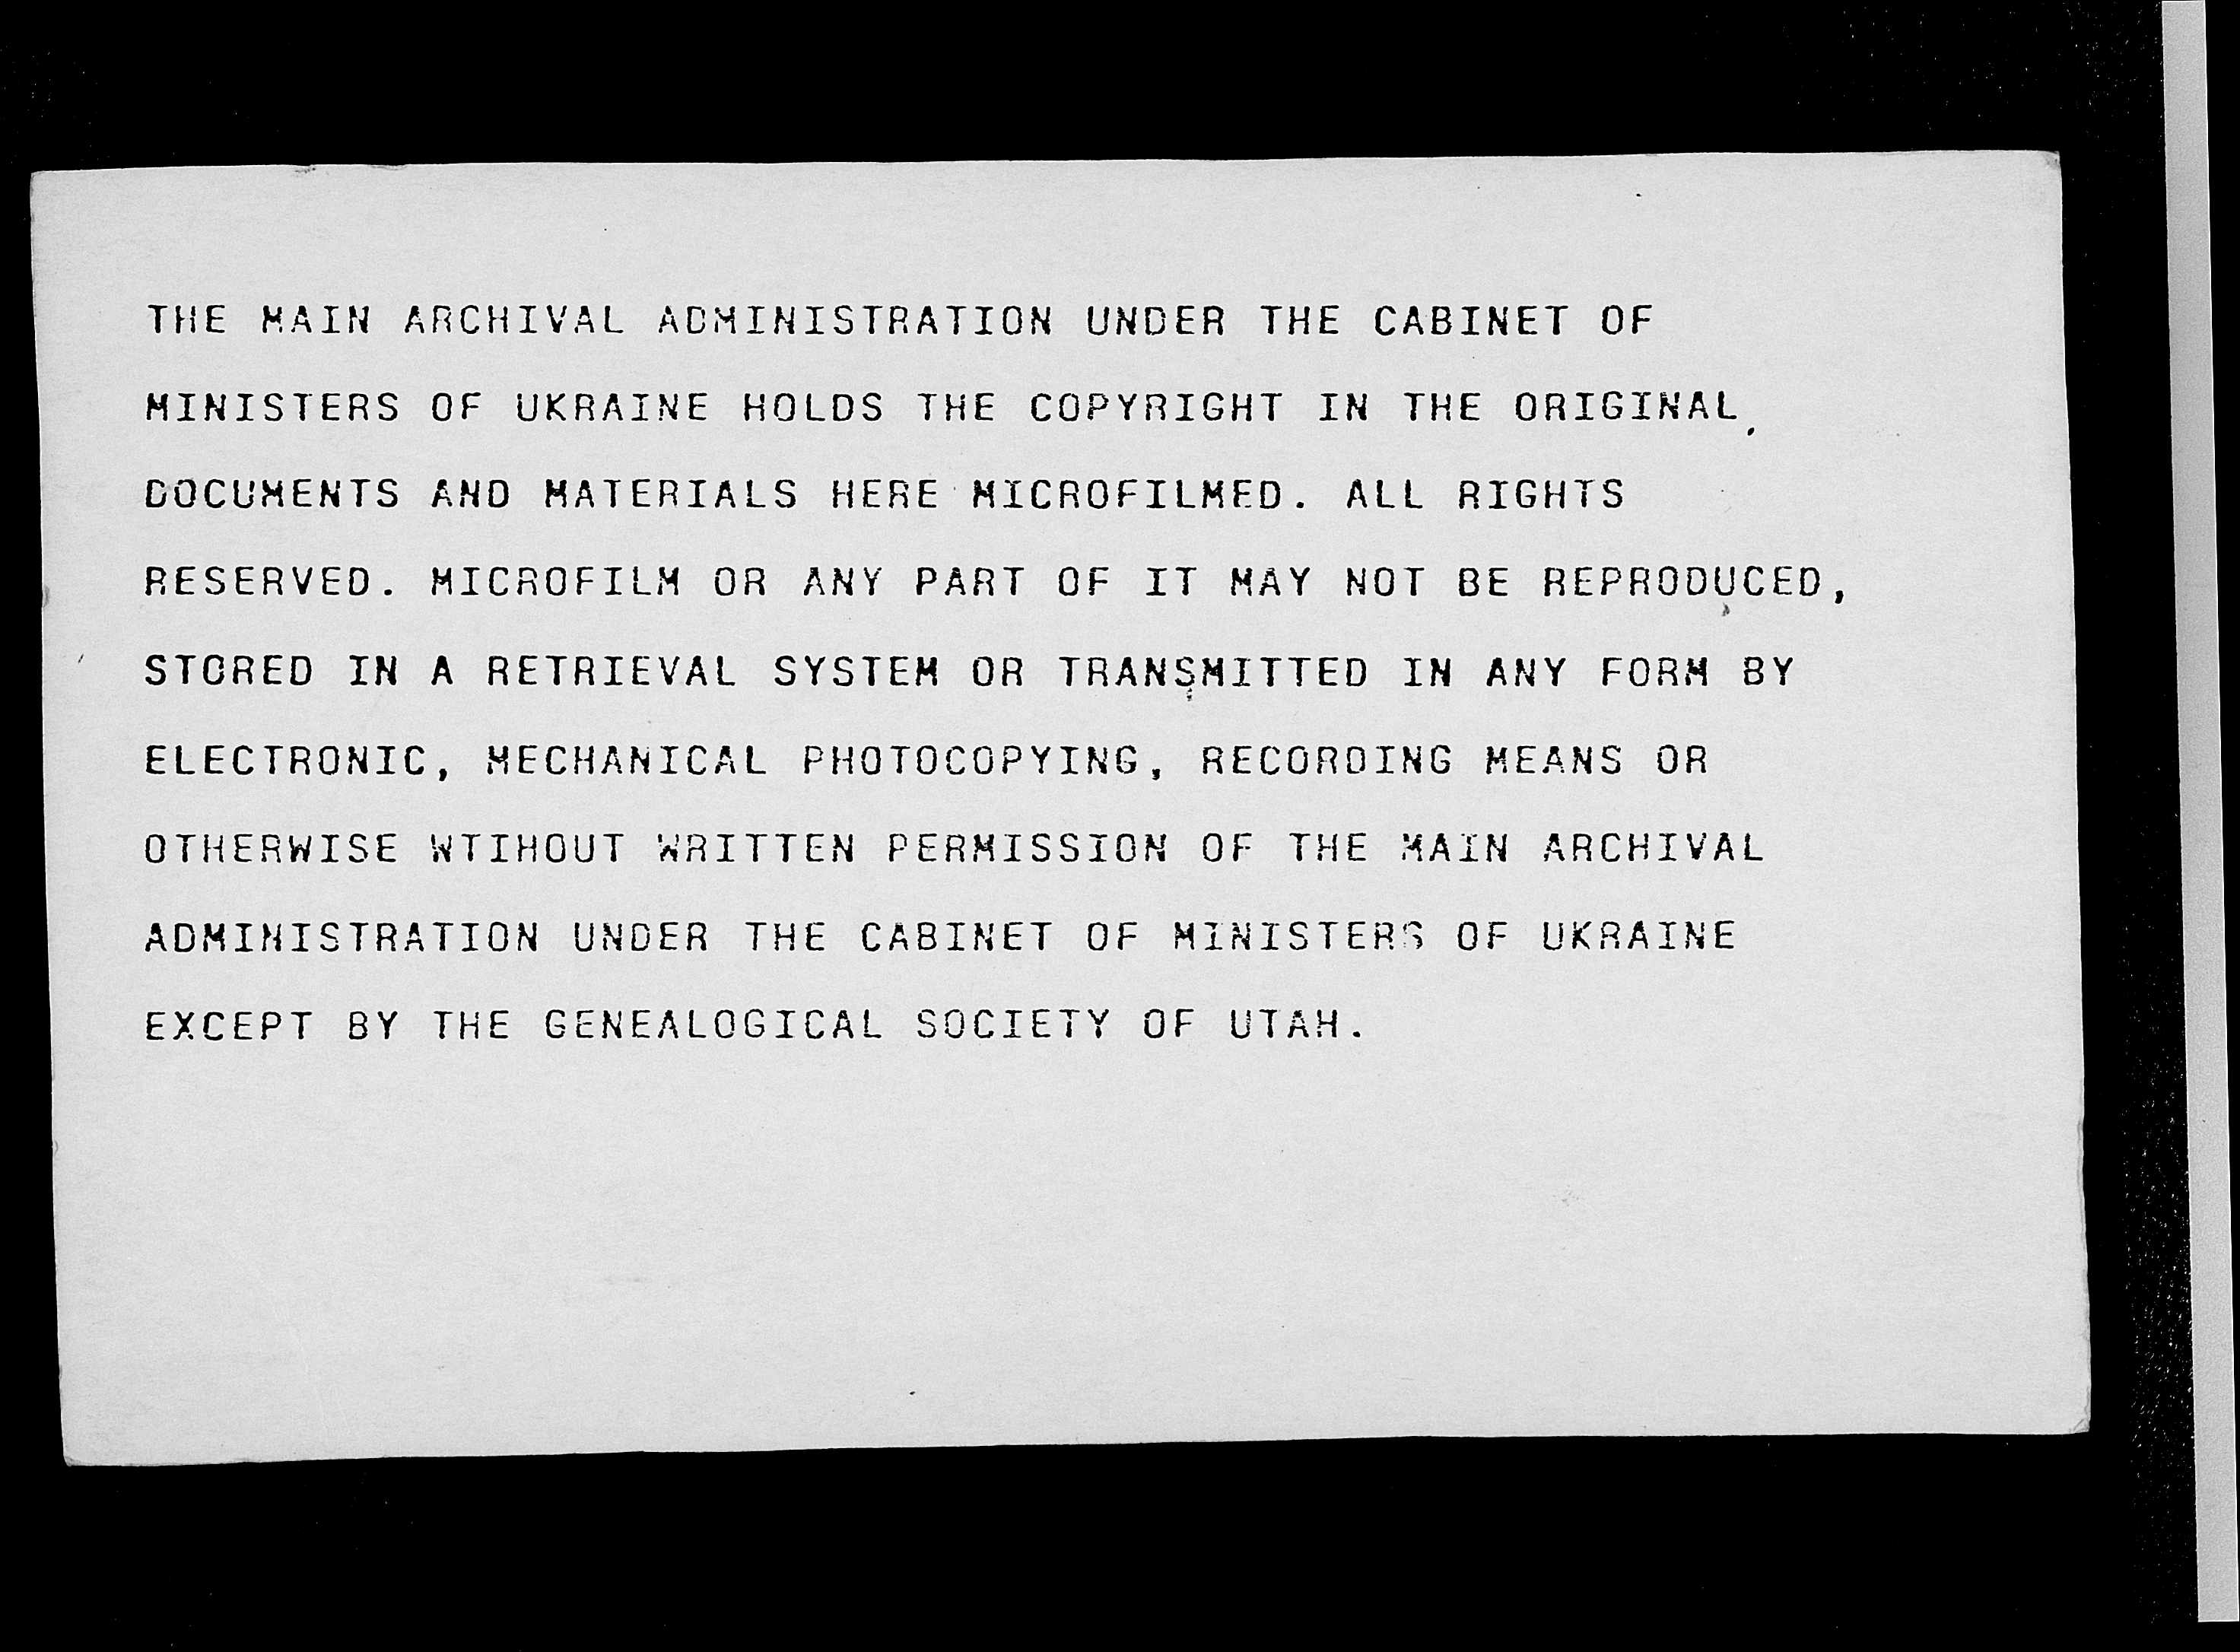 THE MAIN ARCHIVAL ADMINISTRATION UNDER THE CABINET OF
MINISTERS OF UKRAINE HOLDS THE COPYRIGHT IN THE ORIGINAL
DOCUMENTS AND MATERIALS HERE MICROFILMED. ALL RIGHTS
RESERVED. MICROFILM OR ANY PART OF IT MAY NOT BE REPRODUCED,
STORED IN A RETRIEVAL SYSTEM OR TRANSMITTED IN ANY FORM BY
ELECTRONIC, MECHANICAL PHOTOCOPYING, RECORDING MEANS OR
OTHERWISE WTIHOUT WRITTEN PERMISSION OF THE MAIN ARCHIVAL
ADMINISTRATION UNDER THE CABINET OF MINISTERS OF UKRAINE
EXCEPT BY THE GENEALOGICAL SOCIETY OF UTAH.